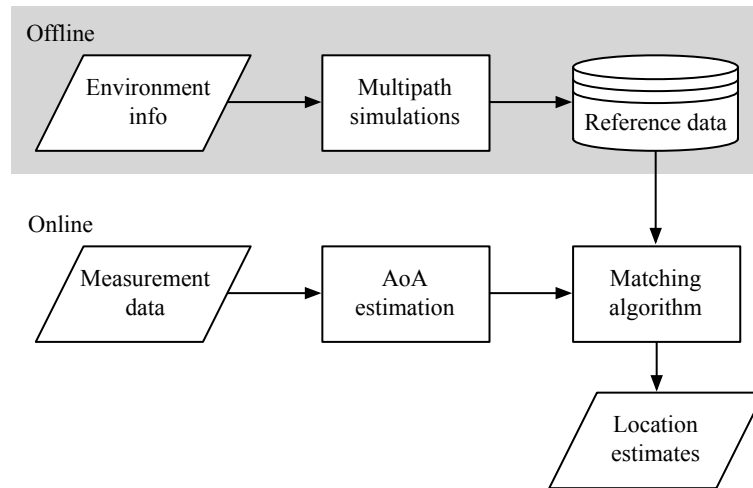 Offline
Environment
info
Multipath
simulations
Reference data
Online
Measurement
data
AoA
estimation
Matching
algorithm
Location
estimates